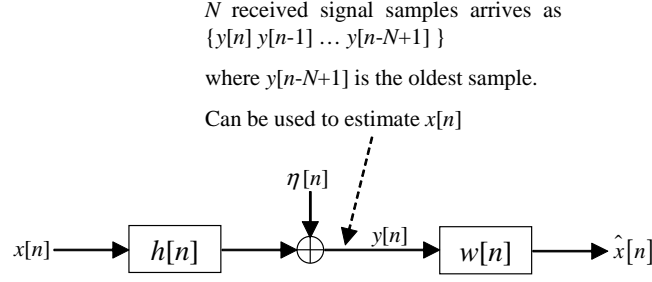 N received signal samples arrives as
{y[n] y[n-1] … y[n-N+1] }
where y[n-N+1] is the oldest sample.
Can be used to estimate x[n]
η[n]
x[n]
h[n]
y[n]
w[n]
x̂[n]